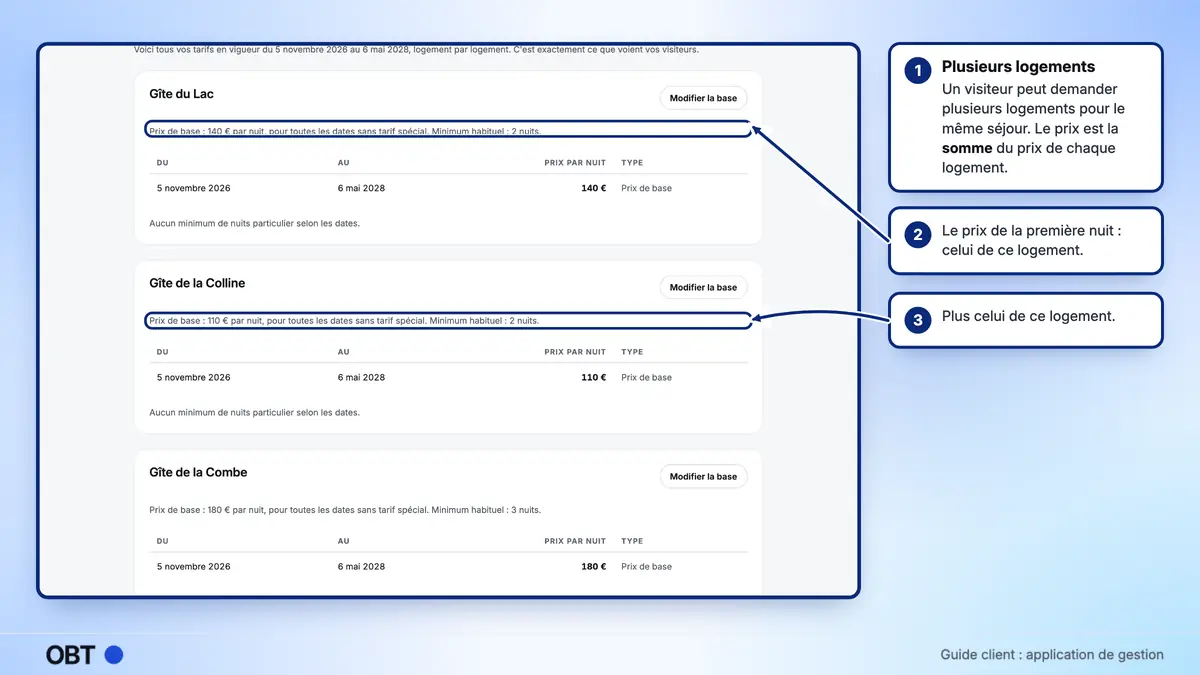 Voici tous vos tarifs en vigueur du 5 novembre 2026 au 6 mai 2028, logement par logement. C'est exactement ce que voient vos visiteurs.
Gîte du Lac
Modifier la base
Prix de base : 140 € par nuit, pour toutes les dates sans tarif spécial. Minimum habituel : 2 nuits.
DU AU PRIX PAR NUIT TYPE
5 novembre 2026 6 mai 2028 140 € Prix de base
Aucun minimum de nuits particulier selon les dates.
Gîte de la Colline
Modifier la base
Prix de base : 110 € par nuit, pour toutes les dates sans tarif spécial. Minimum habituel : 2 nuits.
DU AU PRIX PAR NUIT TYPE
5 novembre 2026 6 mai 2028 110 € Prix de base
Aucun minimum de nuits particulier selon les dates.
Gîte de la Combe
Modifier la base
Prix de base : 180 € par nuit, pour toutes les dates sans tarif spécial. Minimum habituel : 3 nuits.
DU AU PRIX PAR NUIT TYPE
5 novembre 2026 6 mai 2028 180 € Prix de base
1 Plusieurs logements
Un visiteur peut demander
plusieurs logements pour le
même séjour. Le prix est la
somme du prix de chaque
logement.
2 Le prix de la première nuit :
celui de ce logement.
3 Plus celui de ce logement.
OBT
Guide client : application de gestion